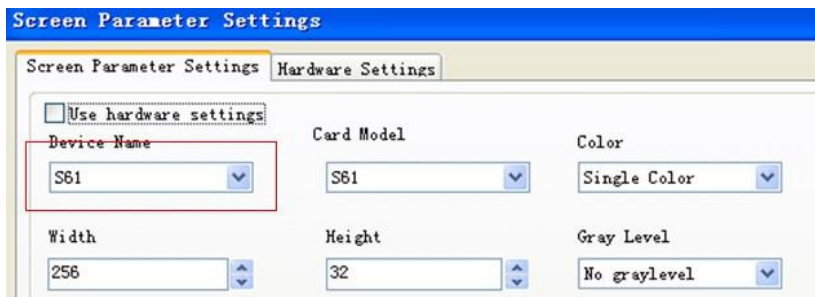 Screen Parameter Settings
Screen Parameter Settings Hardware Settings
Use hardware settings
Device Name Card Model Color
S61 S61 Single Color
Width Height Gray Level
256 32 No graylevel